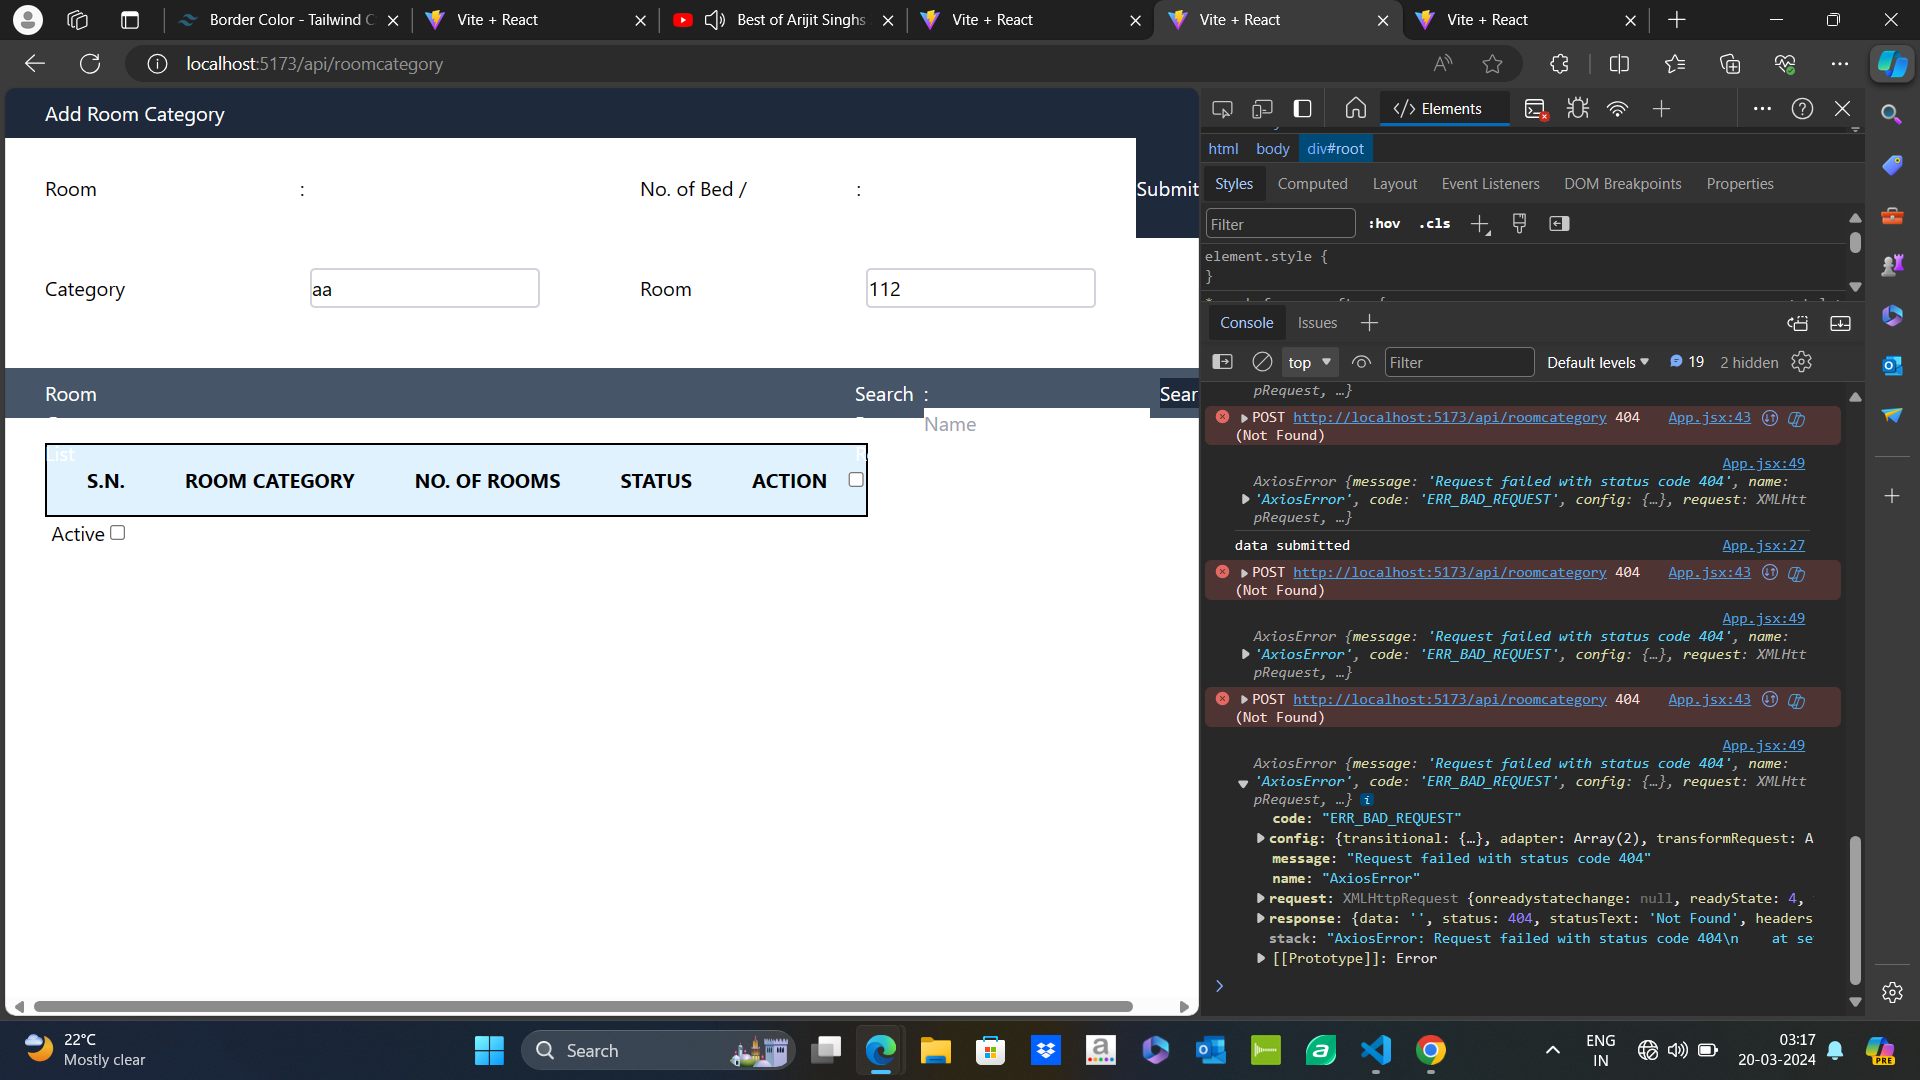 Border Color - Tailwind C
Vite + React
Best of Arijit Singhs
Vite + React
Vite + React
Vite + React
localhost:5173/api/roomcategory
Add Room Category
Room : No. of Bed / : Submit
Category aa Room 112
Room Search : Sear
Name
List
S.N. ROOM CATEGORY NO. OF ROOMS STATUS ACTION
Active
Elements
html body div#root
Styles Computed Layout Event Listeners DOM Breakpoints Properties
Filter :hov .cls
element.style {
}
Console Issues
top Filter Default levels 19 2 hidden
pRequest, …}
POST http://localhost:5173/api/roomcategory 404 App.jsx:43
(Not Found)
App.jsx:49
AxiosError {message: 'Request failed with status code 404', name:
'AxiosError', code: 'ERR_BAD_REQUEST', config: {…}, request: XMLHtt
pRequest, …}
data submitted App.jsx:27
POST http://localhost:5173/api/roomcategory 404 App.jsx:43
(Not Found)
App.jsx:49
AxiosError {message: 'Request failed with status code 404', name:
'AxiosError', code: 'ERR_BAD_REQUEST', config: {…}, request: XMLHtt
pRequest, …}
POST http://localhost:5173/api/roomcategory 404 App.jsx:43
(Not Found)
App.jsx:49
AxiosError {message: 'Request failed with status code 404', name:
'AxiosError', code: 'ERR_BAD_REQUEST', config: {…}, request: XMLHtt
pRequest, …} i
code: "ERR_BAD_REQUEST"
config: {transitional: {…}, adapter: Array(2), transformRequest: A
message: "Request failed with status code 404"
name: "AxiosError"
request: XMLHttpRequest {onreadystatechange: null, readyState: 4,
response: {data: '', status: 404, statusText: 'Not Found', headers
stack: "AxiosError: Request failed with status code 404\n    at se
[[Prototype]]: Error
22°C
Mostly clear
Search
ENG
IN
03:17
20-03-2024
PRE